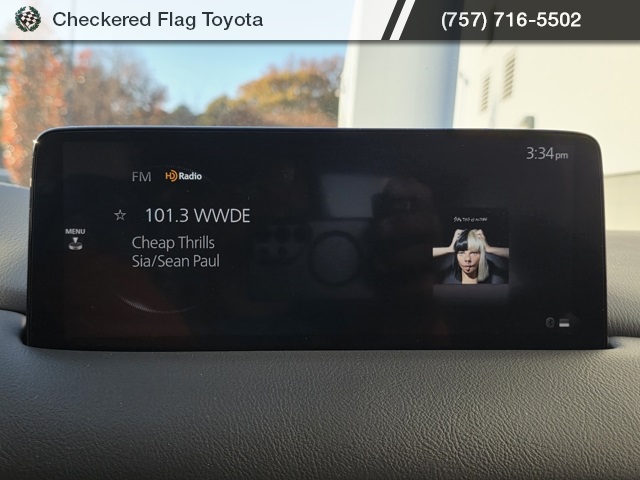 Checkered Flag Toyota
(757) 716-5502
3:34pm
FM HD Radio
☆ 101.3 WWDE
MENU
Cheap Thrills
Sia/Sean Paul